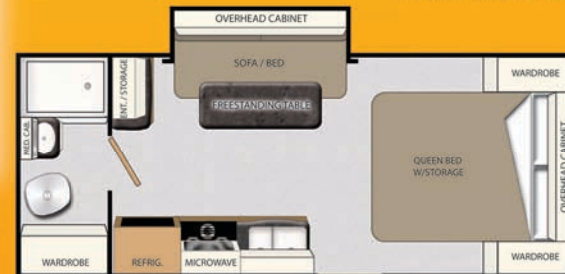 OVERHEAD CABINET
SOFA / BED
ENT. / STORAGE
FREESTANDING TABLE
WARDROBE
MED. CAB.
QUEEN BED
W/STORAGE
OVERHEAD CABINET
WARDROBE
REFRIG.
MICROWAVE
WARDROBE